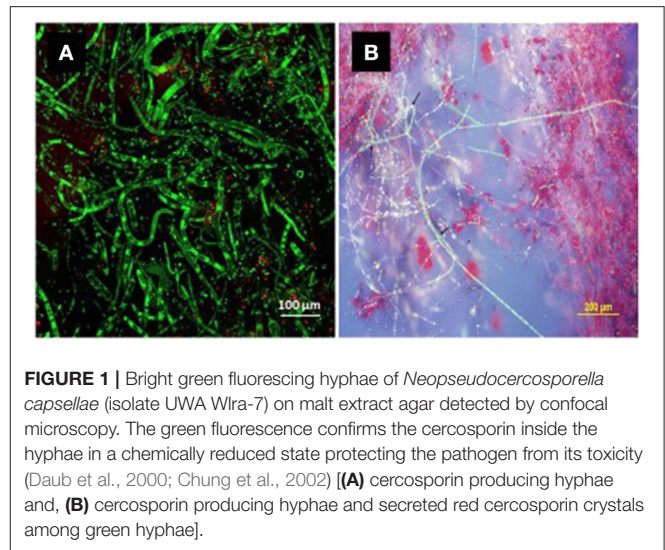 A
B
100 µm
200 µm
FIGURE 1 | Bright green fluorescing hyphae of Neopseudocercosporella
capsellae (isolate UWA Wlra-7) on malt extract agar detected by confocal
microscopy. The green fluorescence confirms the cercosporin inside the
hyphae in a chemically reduced state protecting the pathogen from its toxicity
(Daub et al., 2000; Chung et al., 2002) [(A) cercosporin producing hyphae
and, (B) cercosporin producing hyphae and secreted red cercosporin crystals
among green hyphae].